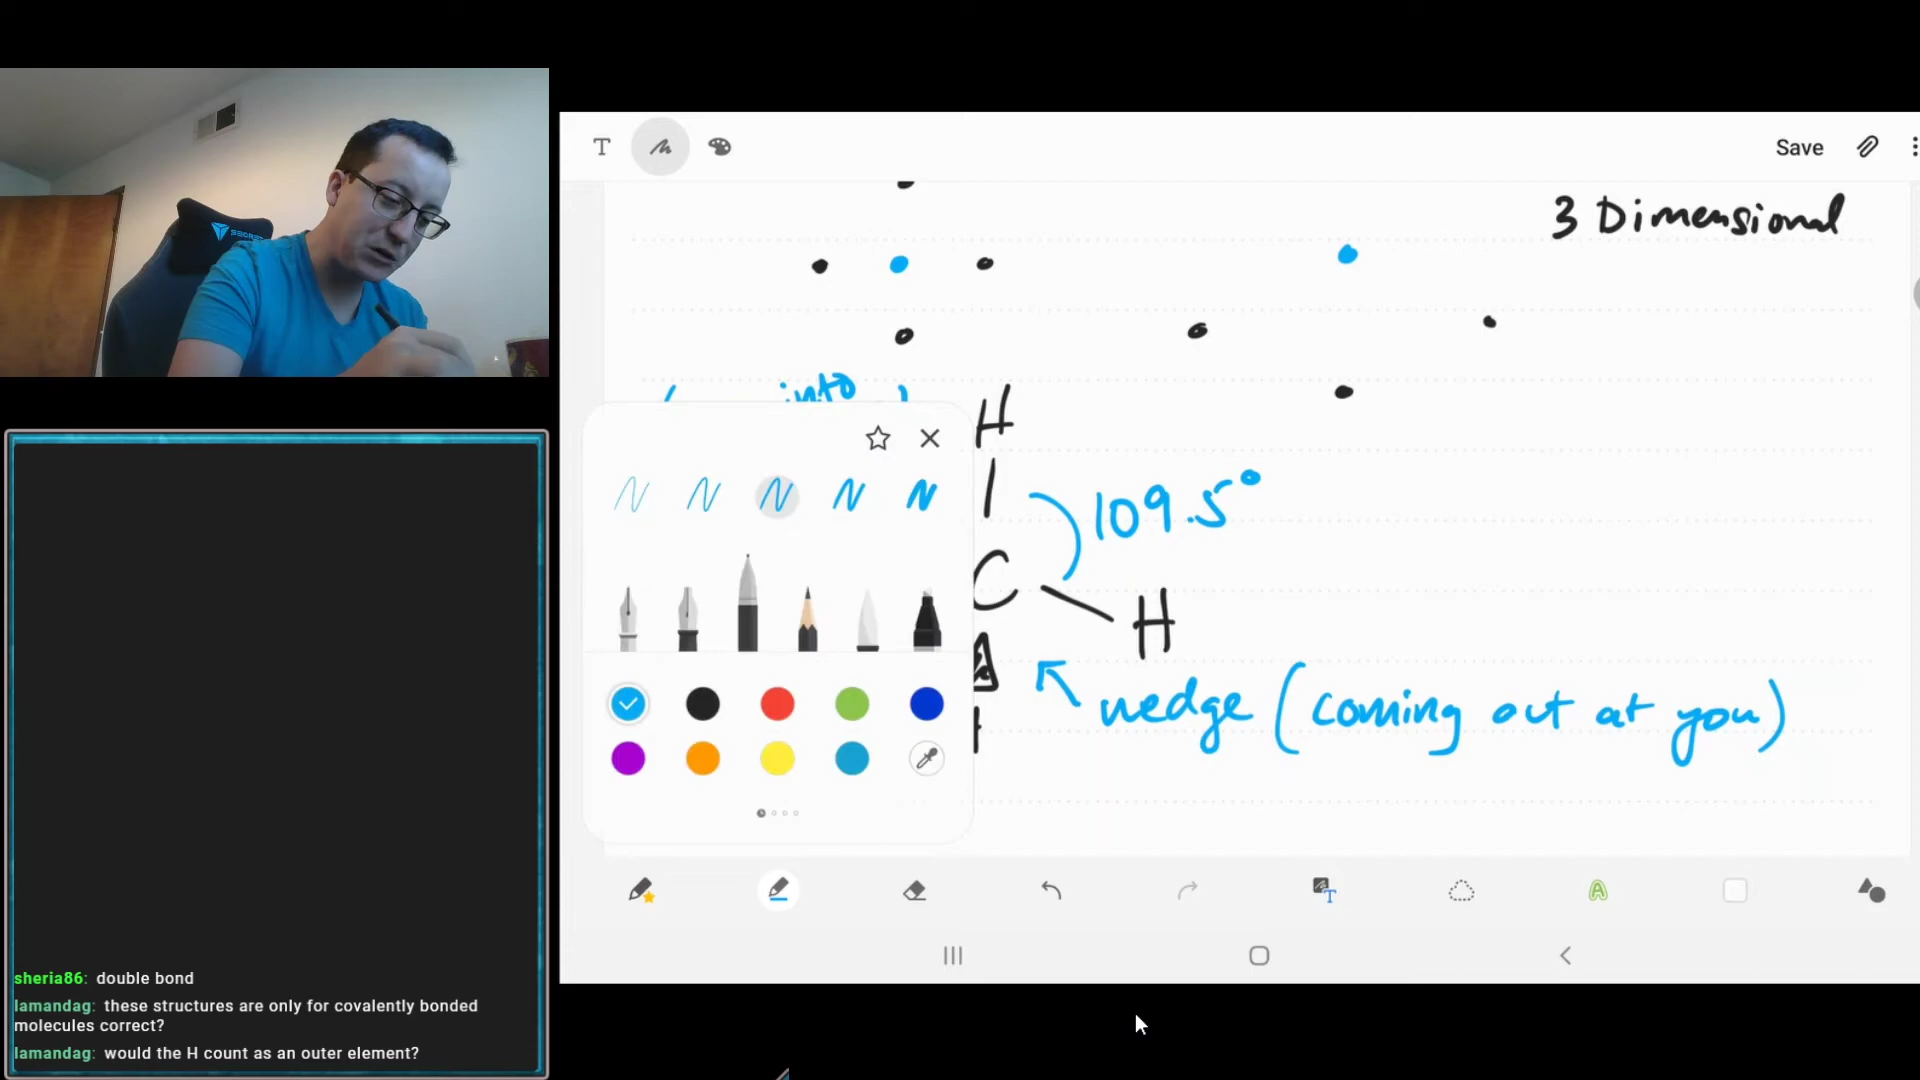 Save
3 Dimensional
into
H
109.5°
C
H
wedge (coming out at you)
sheria86: double bond
lamandag: these structures are only for covalently bonded
molecules correct?
lamandag: would the H count as an outer element?